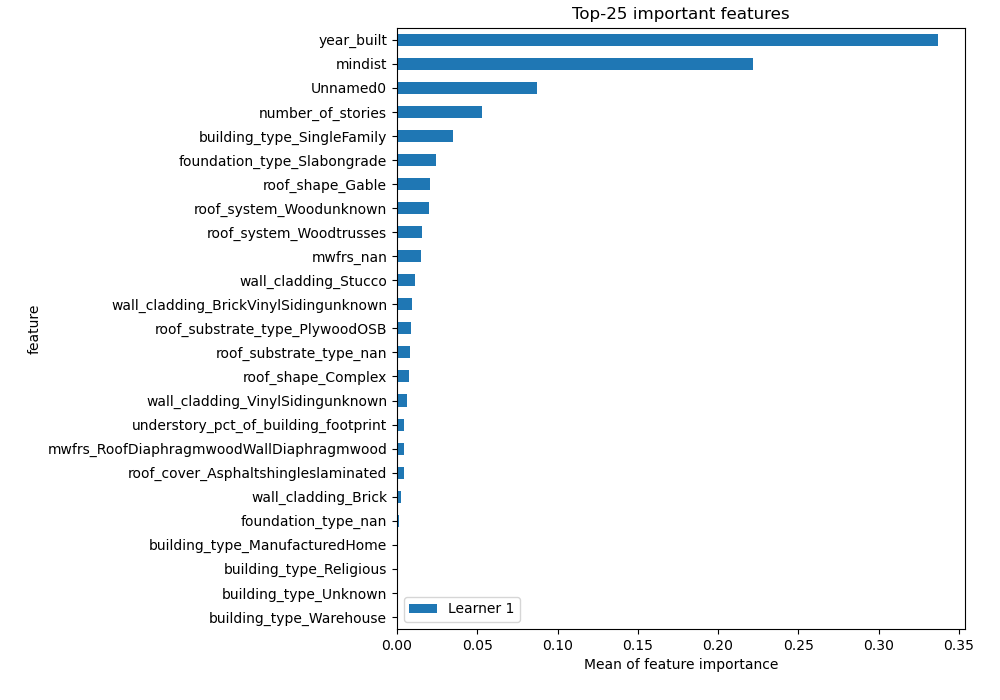 Top-25 important features
year_built
mindist
Unnamed0
number_of_stories
building_type_SingleFamily
foundation_type_Slabongrade
roof_shape_Gable
roof_system_Woodunknown
roof_system_Woodtrusses
mwfrs_nan
wall_cladding_Stucco
wall_cladding_BrickVinylSidingunknown
roof_substrate_type_PlywoodOSB
roof_substrate_type_nan
roof_shape_Complex
wall_cladding_VinylSidingunknown
understory_pct_of_building_footprint
mwfrs_RoofDiaphragmwoodWallDiaphragmwood
roof_cover_Asphaltshingleslaminated
wall_cladding_Brick
foundation_type_nan
building_type_ManufacturedHome
building_type_Religious
building_type_Unknown
building_type_Warehouse
feature
Learner 1
0.00 0.05 0.10 0.15 0.20 0.25 0.30 0.35
Mean of feature importance